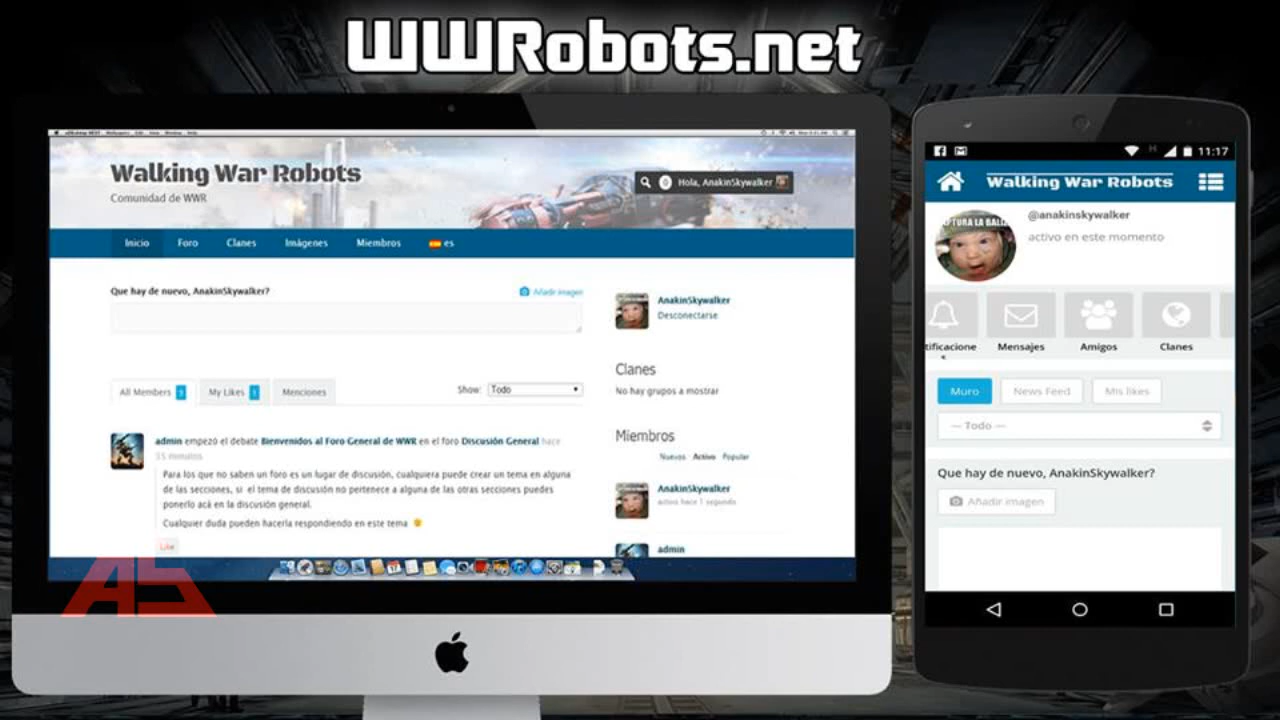 WWRobots.net
Walking War Robots
Comunidad de WWR
0 Hola, AnakinSkywalker
Inicio Foro Clanes Imágenes Miembros es
Que hay de nuevo, AnakinSkywalker?
Añadir imagen
AnakinSkywalker
Desconectarse
All Members My Likes Menciones
Show: Todo
Clanes
No hay grupos a mostrar
admin empezó el debate Bienvenidos al Foro General de WWR en el foro Discusión General hace
35 minutos
Para los que no saben un foro es un lugar de discusión, cualquiera puede crear un tema en alguna
de las secciones, si el tema de discusión no pertenece a alguna de las otras secciones puedes
ponerlo acá en la discusión general.
Cualquier duda pueden hacerla respondiendo en este tema
Like
Miembros
Nuevos Activo Popular
AnakinSkywalker
activo hace 1 segundo
admin
AS
11:17
Walking War Robots
@anakinskywalker
activo en este momento
tificacione
s
Mensajes
Amigos
Clanes
Muro News Feed Mis likes
— Todo —
Que hay de nuevo, AnakinSkywalker?
Añadir imagen